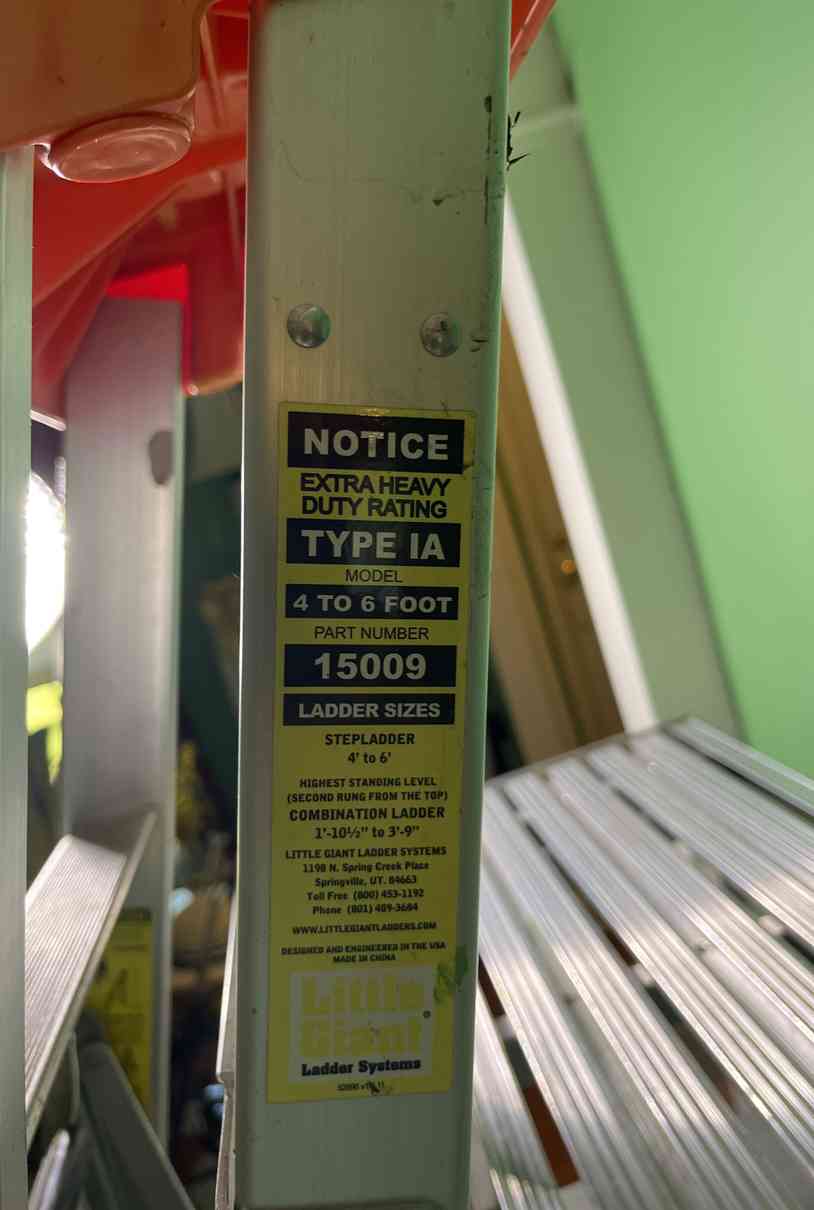 NOTICE
EXTRA HEAVY
DUTY RATING
TYPE IA
MODEL
4 TO 6 FOOT
PART NUMBER
15009
LADDER SIZES
STEPLADDER
4' to 6'
HIGHEST STANDING LEVEL
(SECOND RUNG FROM THE TOP)
COMBINATION LADDER
1'-10½" to 3'-9"
LITTLE GIANT LADDER SYSTEMS
1198 N. Spring Creek Place
Springville, UT. 84663
Toll Free (800) 453-1192
Phone (801) 489-3684
WWW.LITTLEGIANTLADDERS.COM
DESIGNED AND ENGINEERED IN THE USA
MADE IN CHINA
Little
Giant®
Ladder Systems